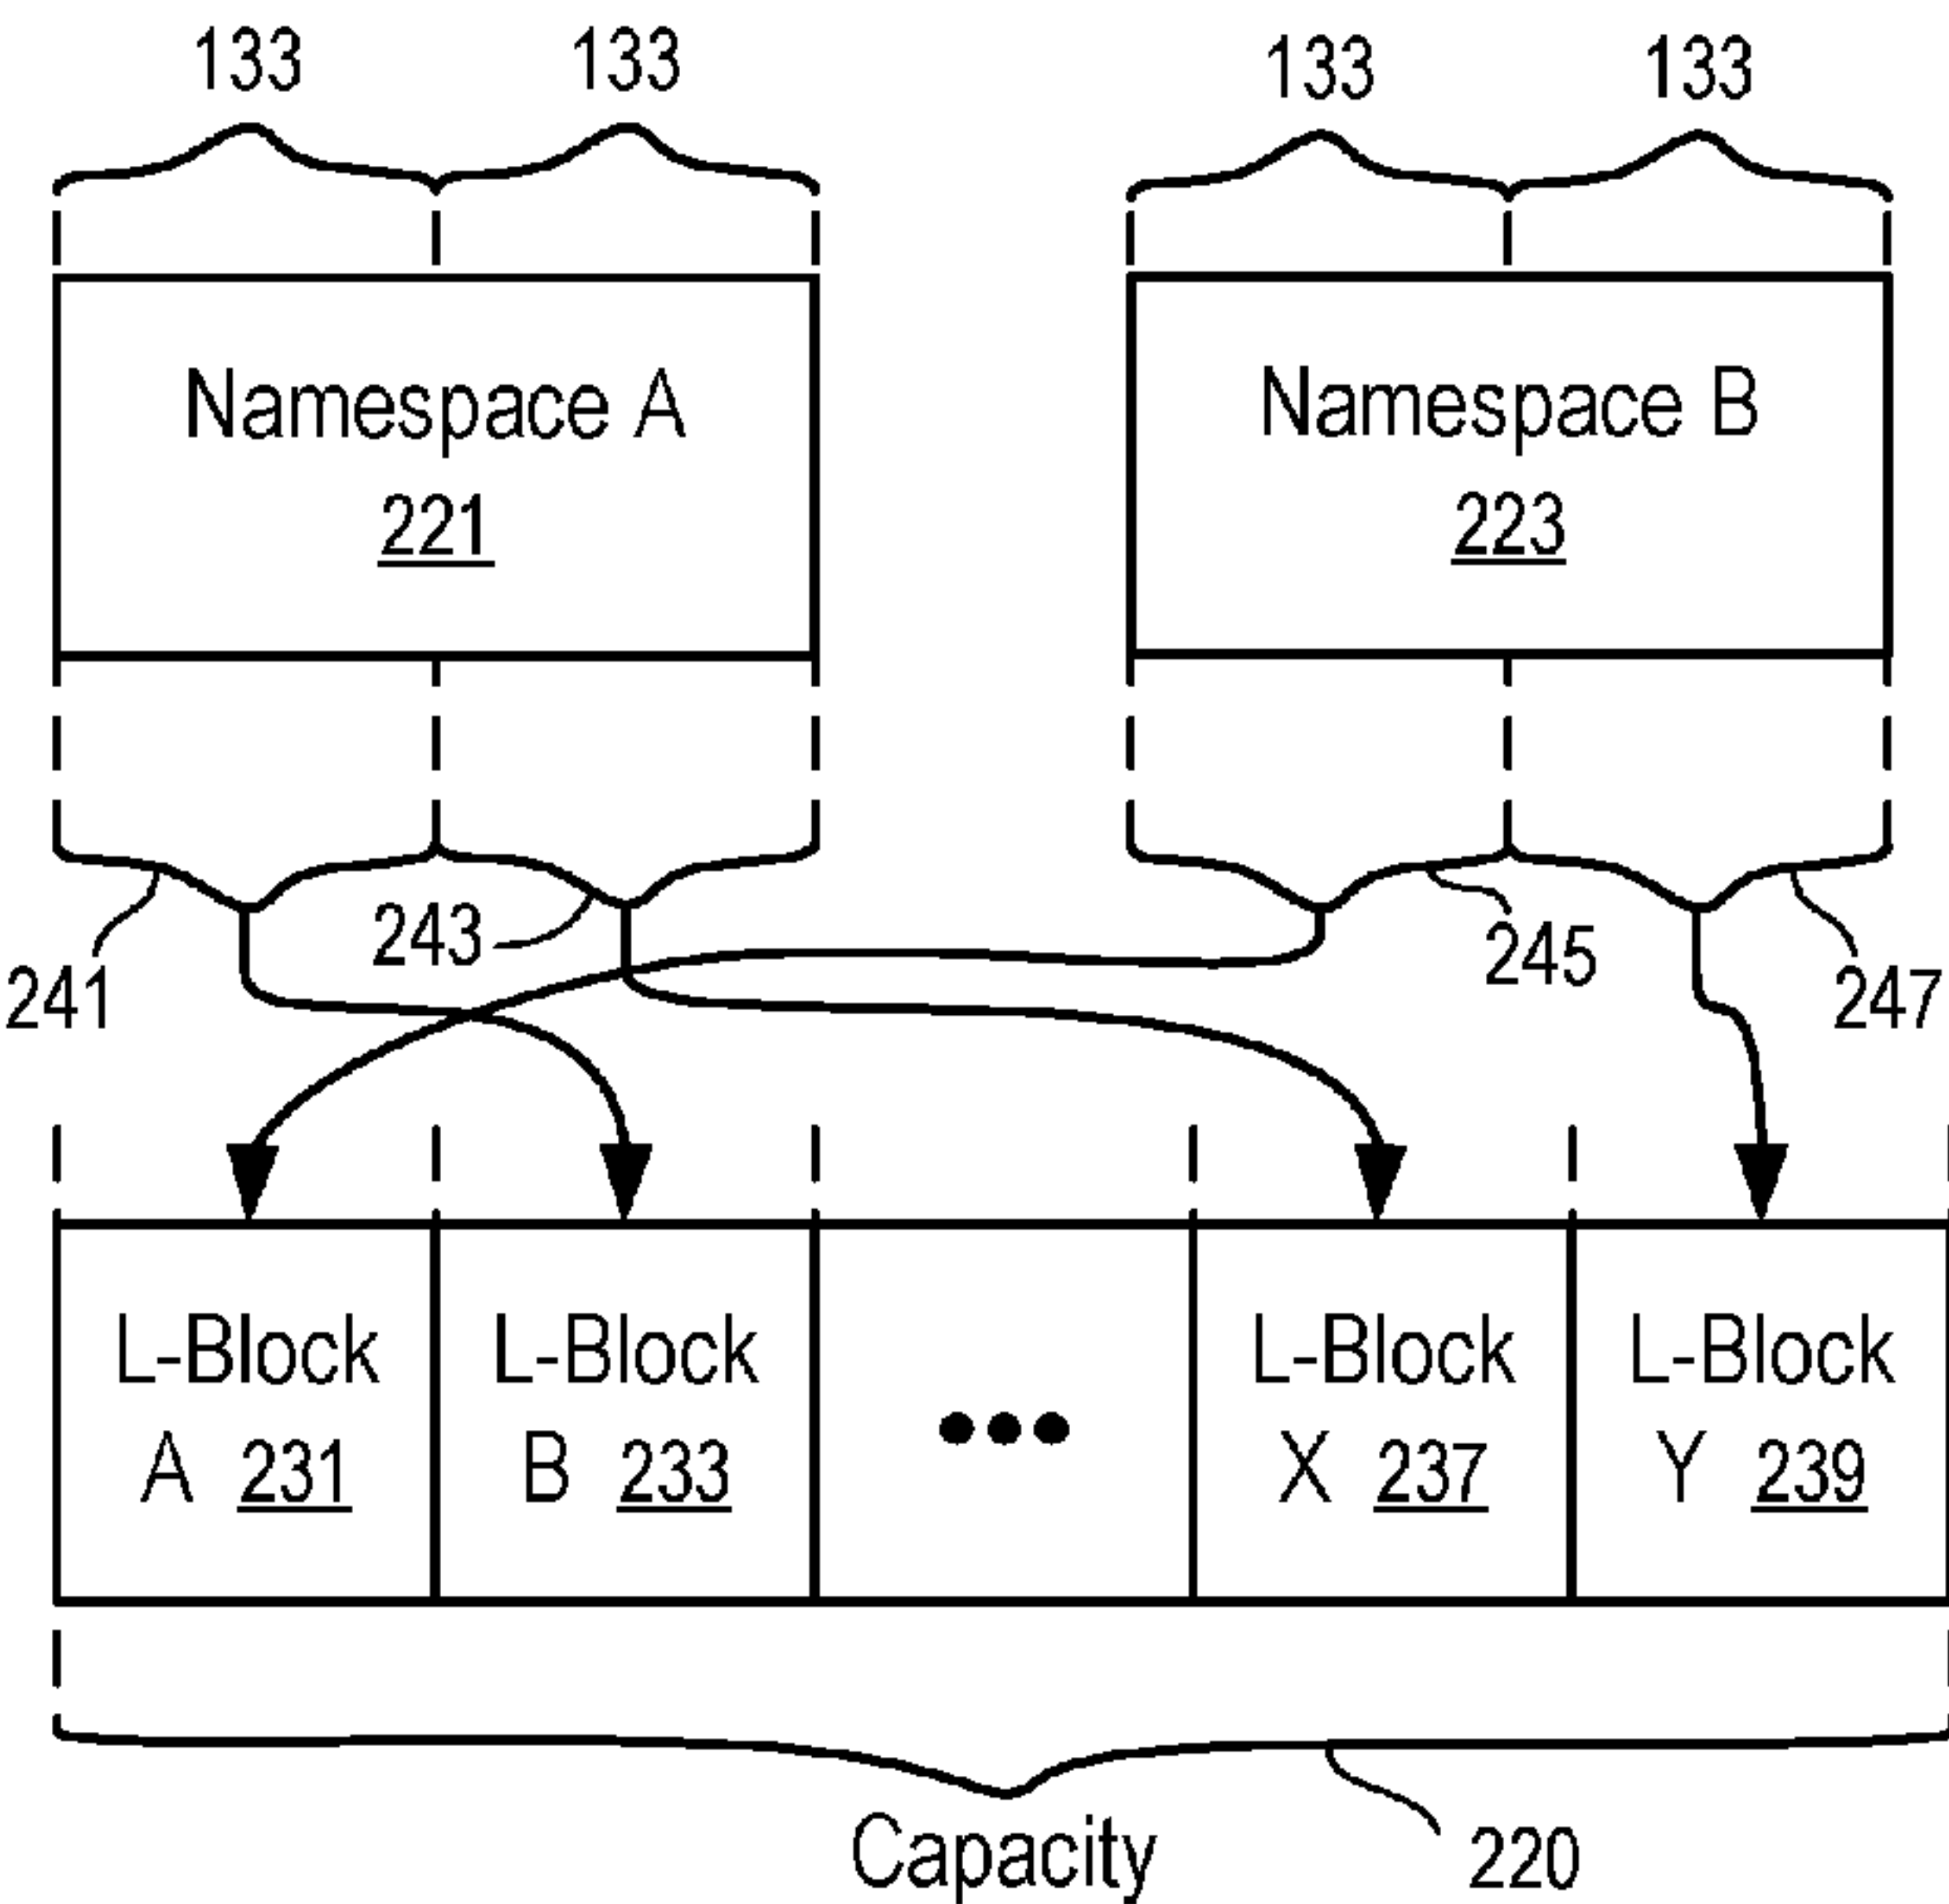 133 133 133 133
Namespace A
221
Namespace B
223
241 243 245 247
L-Block
A 231
L-Block
B 233
L-Block
X 237
L-Block
Y 239
Capacity 220